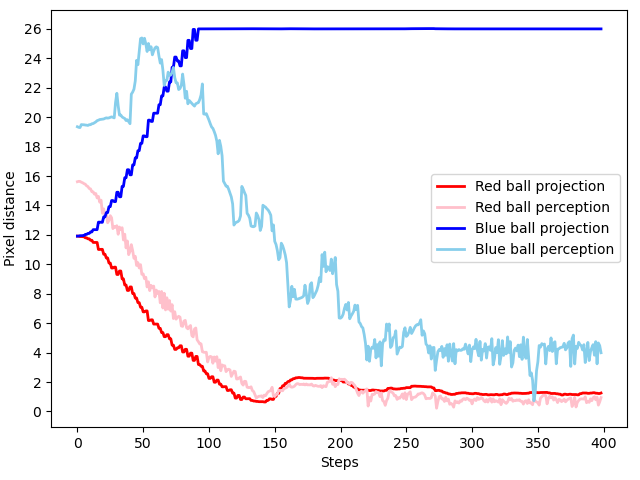 26
24
22
20
18
16
14
12
10
8
6
4
2
0
Pixel distance
Red ball projection
Red ball perception
Blue ball projection
Blue ball perception
0 50 100 150 200 250 300 350 400
Steps